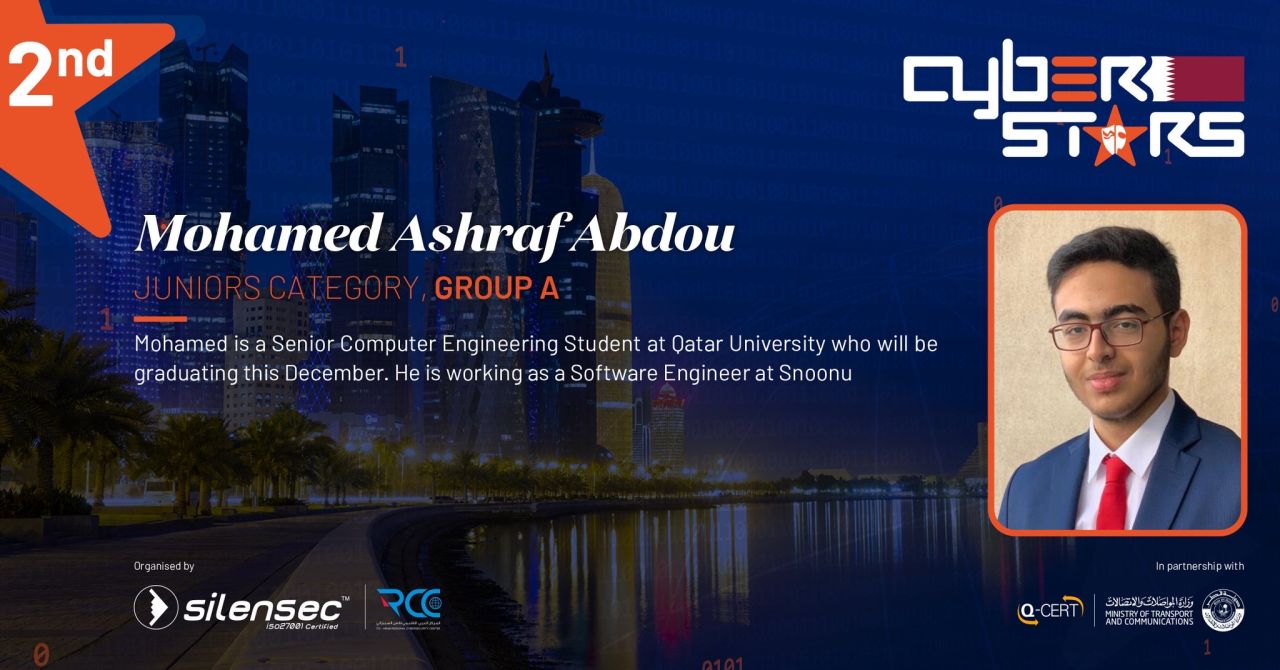 2nd
CYBER
STARS
Mohamed Ashraf Abdou
JUNIORS CATEGORY, GROUP A
Mohamed is a Senior Computer Engineering Student at Qatar University who will be
graduating this December. He is working as a Software Engineer at Snoonu
Organised by
silensec™
ISO27001 Certified
RCC
In partnership with
Q-CERT
وزارة المواصلات والاتصالات
MINISTRY OF TRANSPORT
AND COMMUNICATIONS